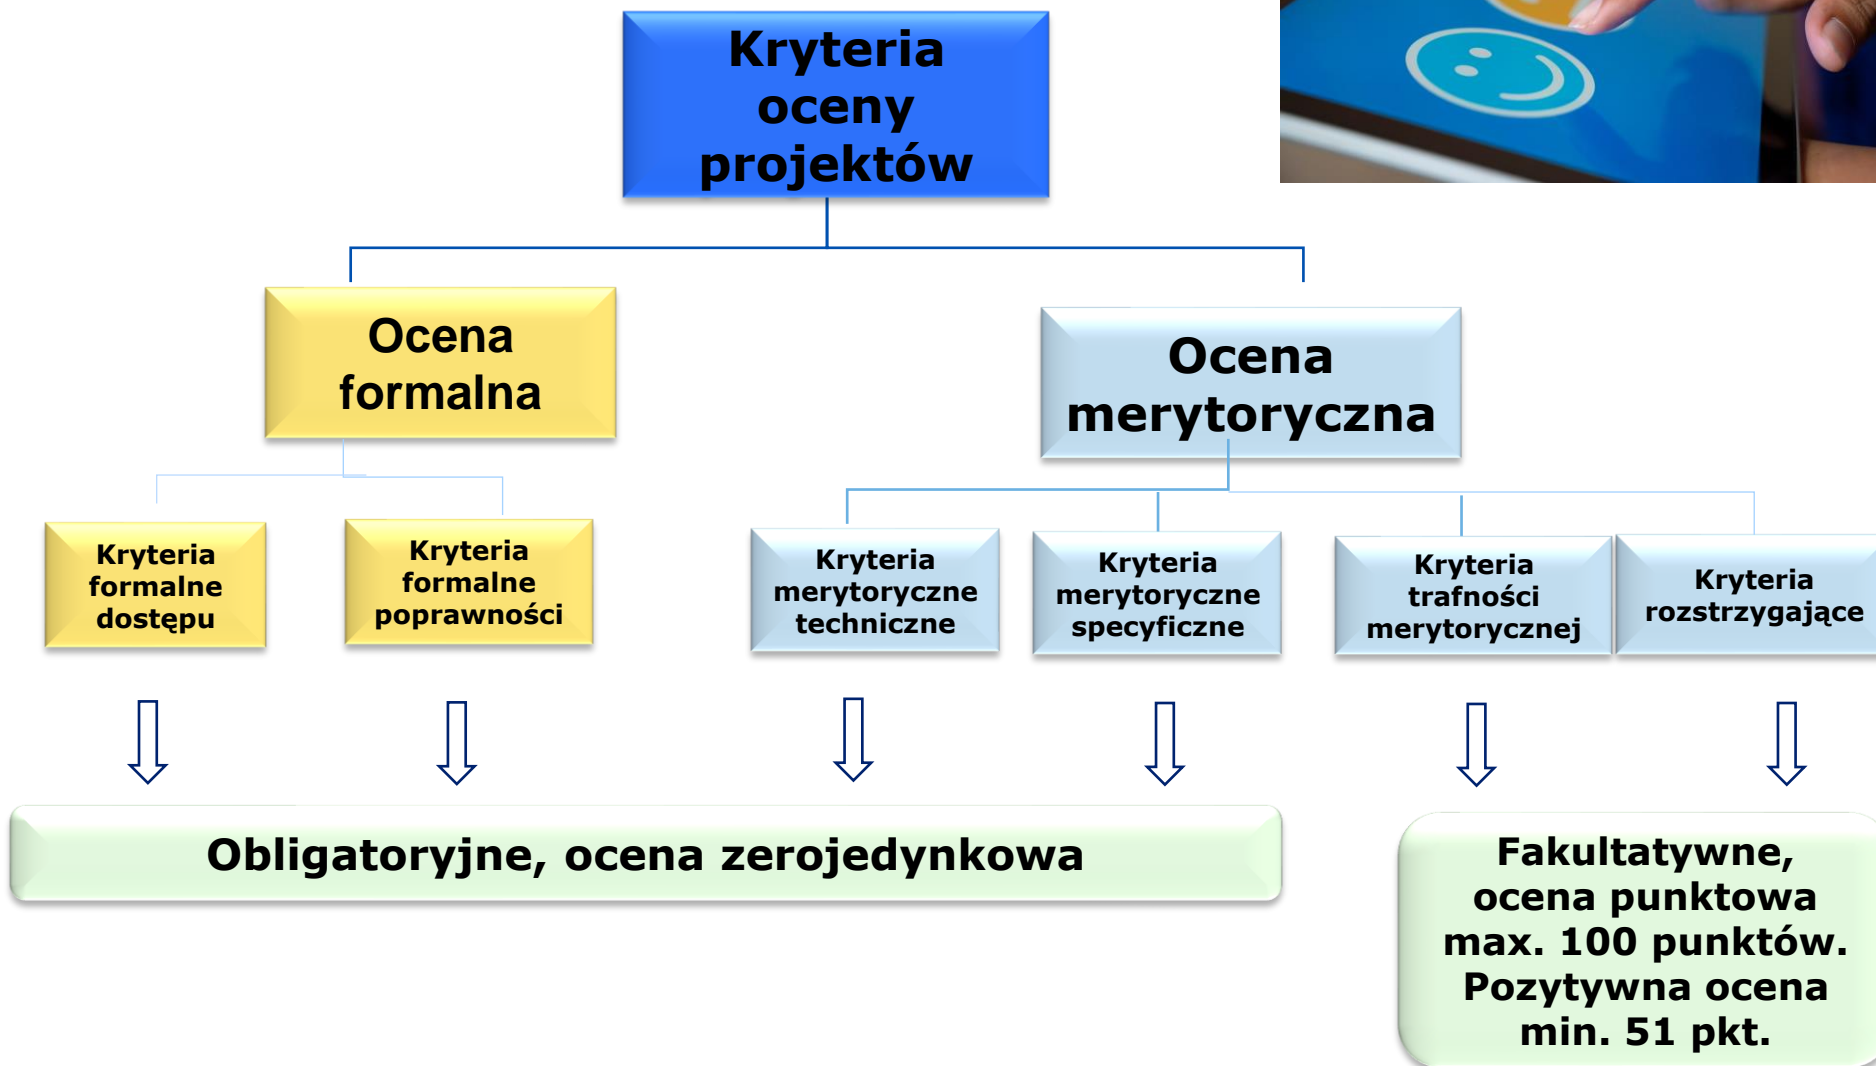 Kryteria
oceny
projektów
Ocena
formalna
Ocena
merytoryczna
Kryteria
formalne
dostępu
Kryteria
formalne
poprawności
Kryteria
merytoryczne
techniczne
Kryteria
merytoryczne
specyficzne
Kryteria
trafności
merytorycznej
Kryteria
rozstrzygające
Obligatoryjne, ocena zerojedynkowa
Fakultatywne,
ocena punktowa
max. 100 punktów.
Pozytywna ocena
min. 51 pkt.